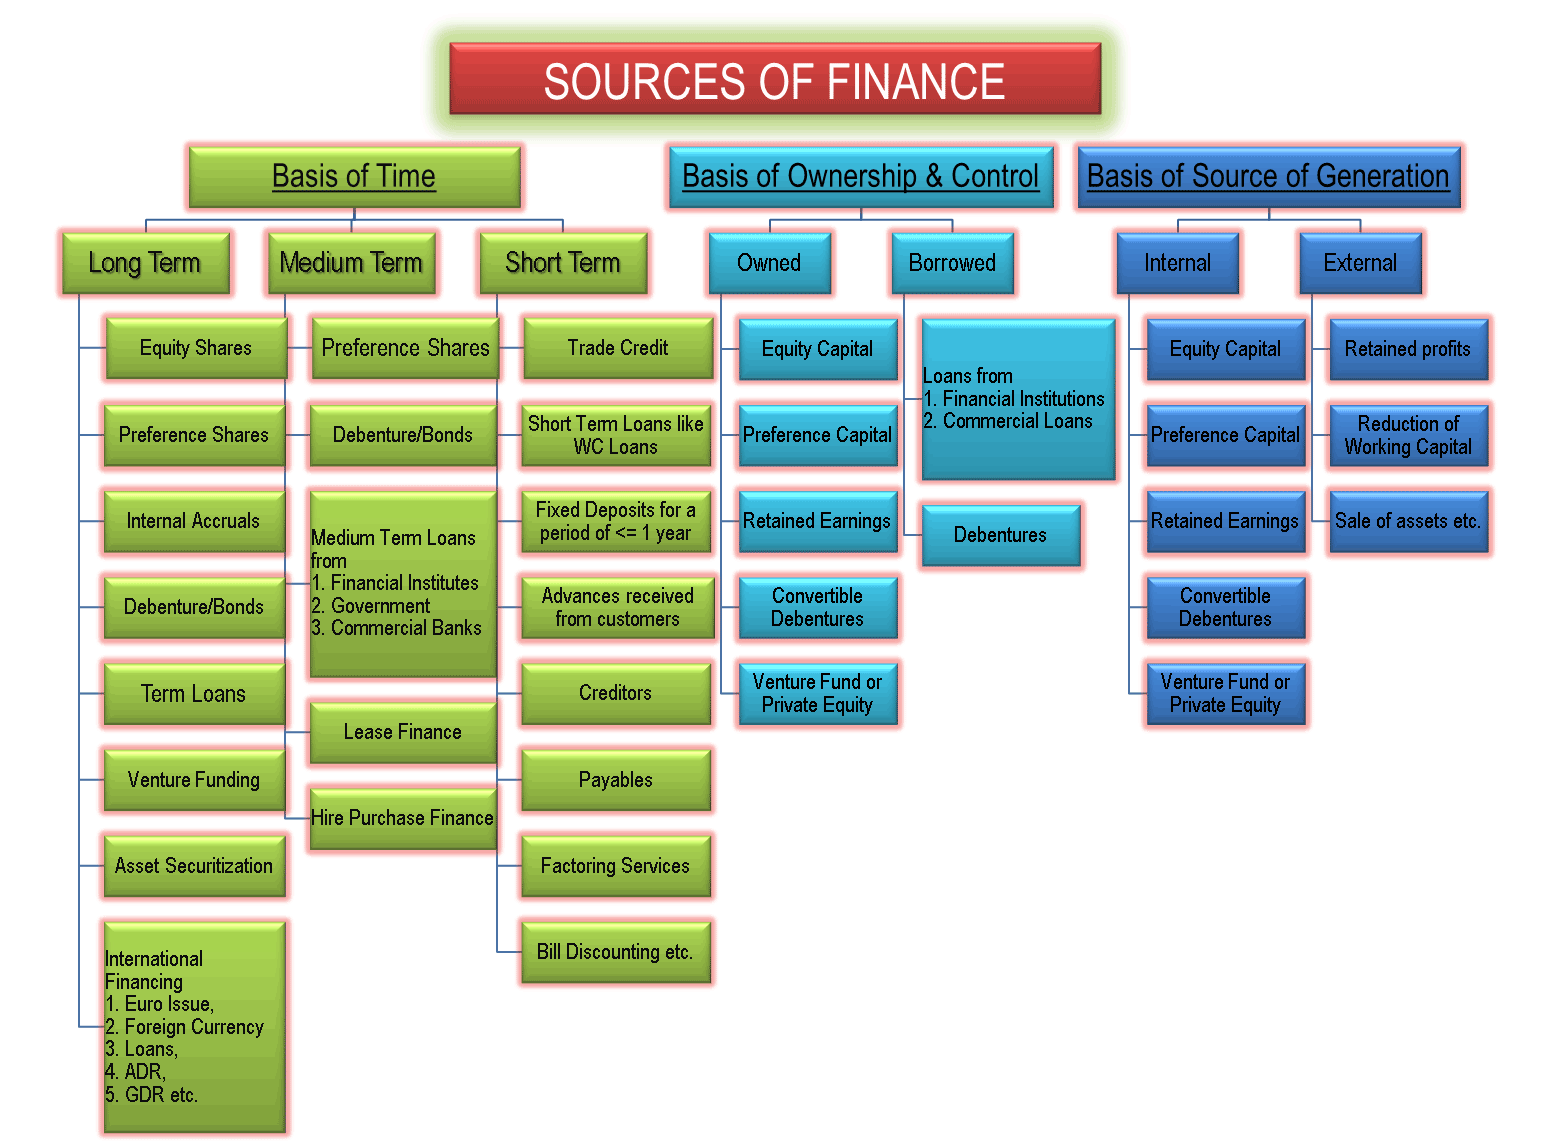 SOURCES OF FINANCE
Basis of Time
Long Term
Equity Shares
Preference Shares
Internal Accruals
Debenture/Bonds
Term Loans
Venture Funding
Asset Securitization
International
Financing
1. Euro Issue,
2. Foreign Currency
3. Loans,
4. ADR,
5. GDR etc.
Medium Term
Preference Shares
Debenture/Bonds
Medium Term Loans
from
1. Financial Institutes
2. Government
3. Commercial Banks
Lease Finance
Hire Purchase Finance
Short Term
Trade Credit
Short Term Loans like
WC Loans
Fixed Deposits for a
period of <= 1 year
Advances received
from customers
Creditors
Payables
Factoring Services
Bill Discounting etc.
Basis of Ownership & Control
Owned
Equity Capital
Preference Capital
Retained Earnings
Convertible
Debentures
Venture Fund or
Private Equity
Borrowed
Loans from
1. Financial Institutions
2. Commercial Loans
Debentures
Basis of Source of Generation
Internal
Equity Capital
Preference Capital
Retained Earnings
Convertible
Debentures
Venture Fund or
Private Equity
External
Retained profits
Reduction of
Working Capital
Sale of assets etc.